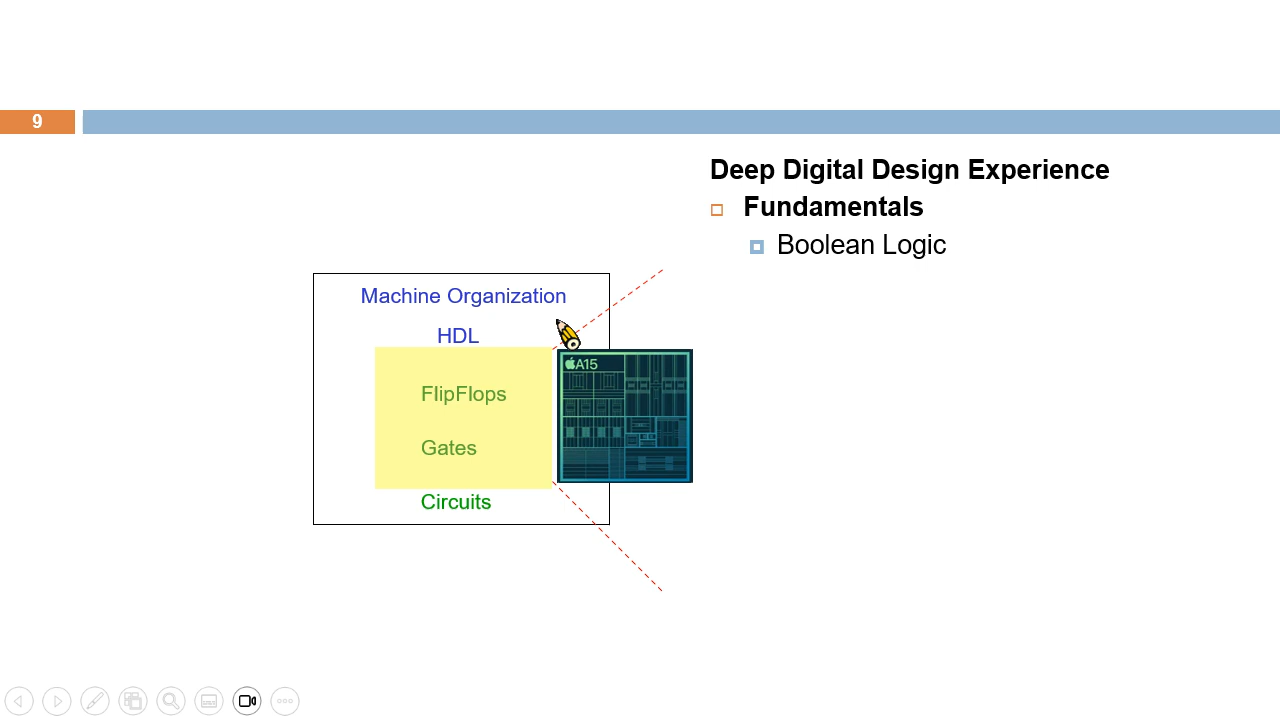 9
Deep Digital Design Experience
Fundamentals
Boolean Logic
Machine Organization
HDL
A15
FlipFlops
Gates
Circuits